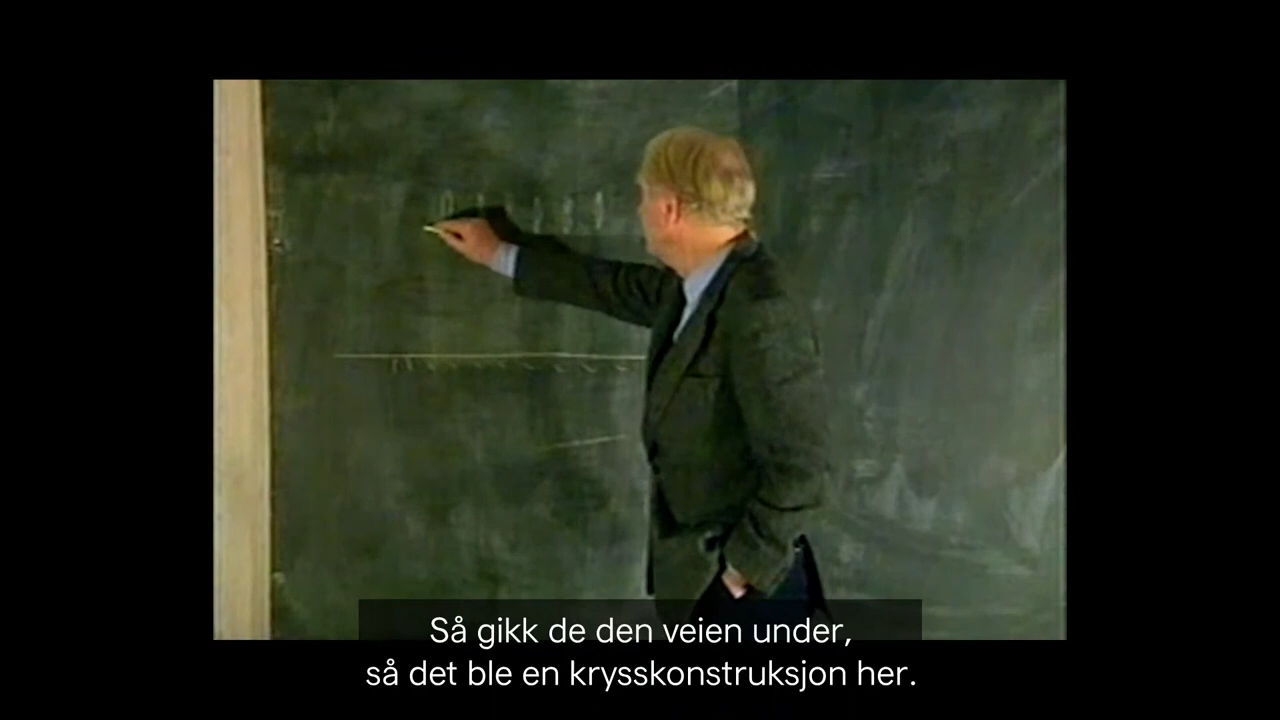 Så gikk de den veien under,
så det ble en krysskonstruksjon her.